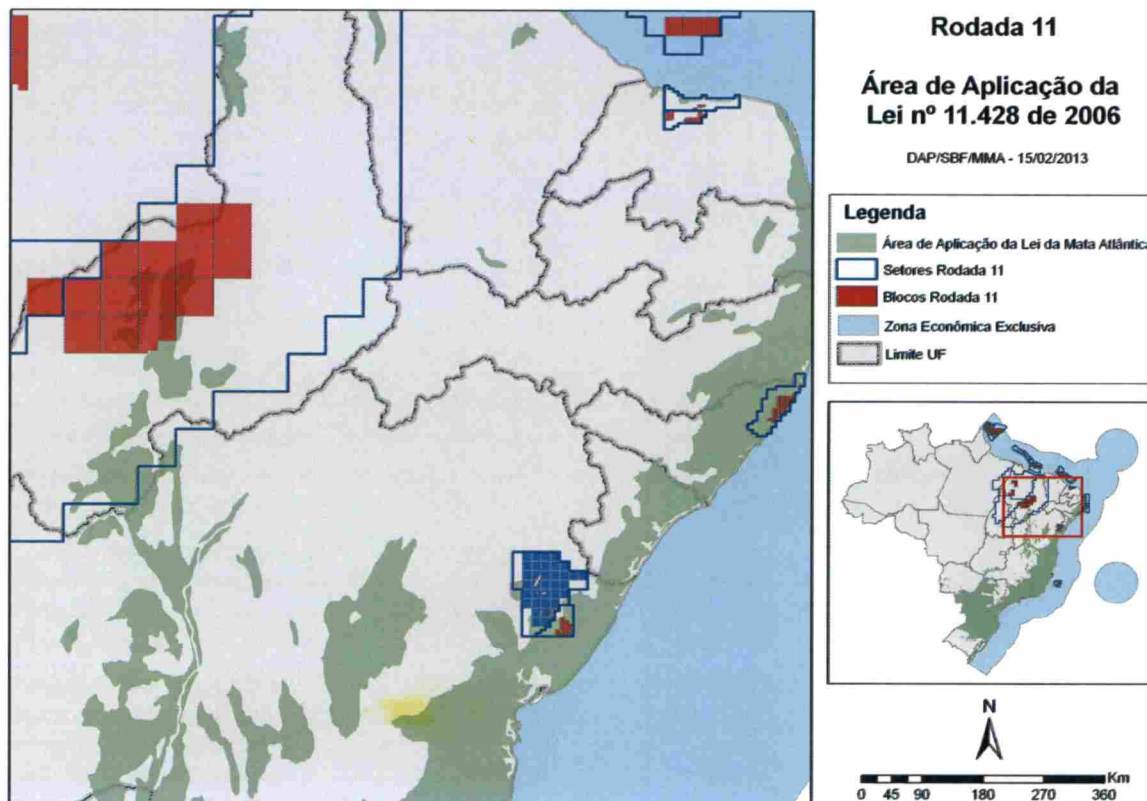 Rodada 11
Área de Aplicação da
Lei nº 11.428 de 2006
DAP/SBF/MMA - 15/02/2013
Legenda
Área de Aplicação da Lei da Mata Atlântica
Setores Rodada 11
Blocos Rodada 11
Zona Econômica Exclusiva
Limite UF
N
Km
0 45 90 180 270 360